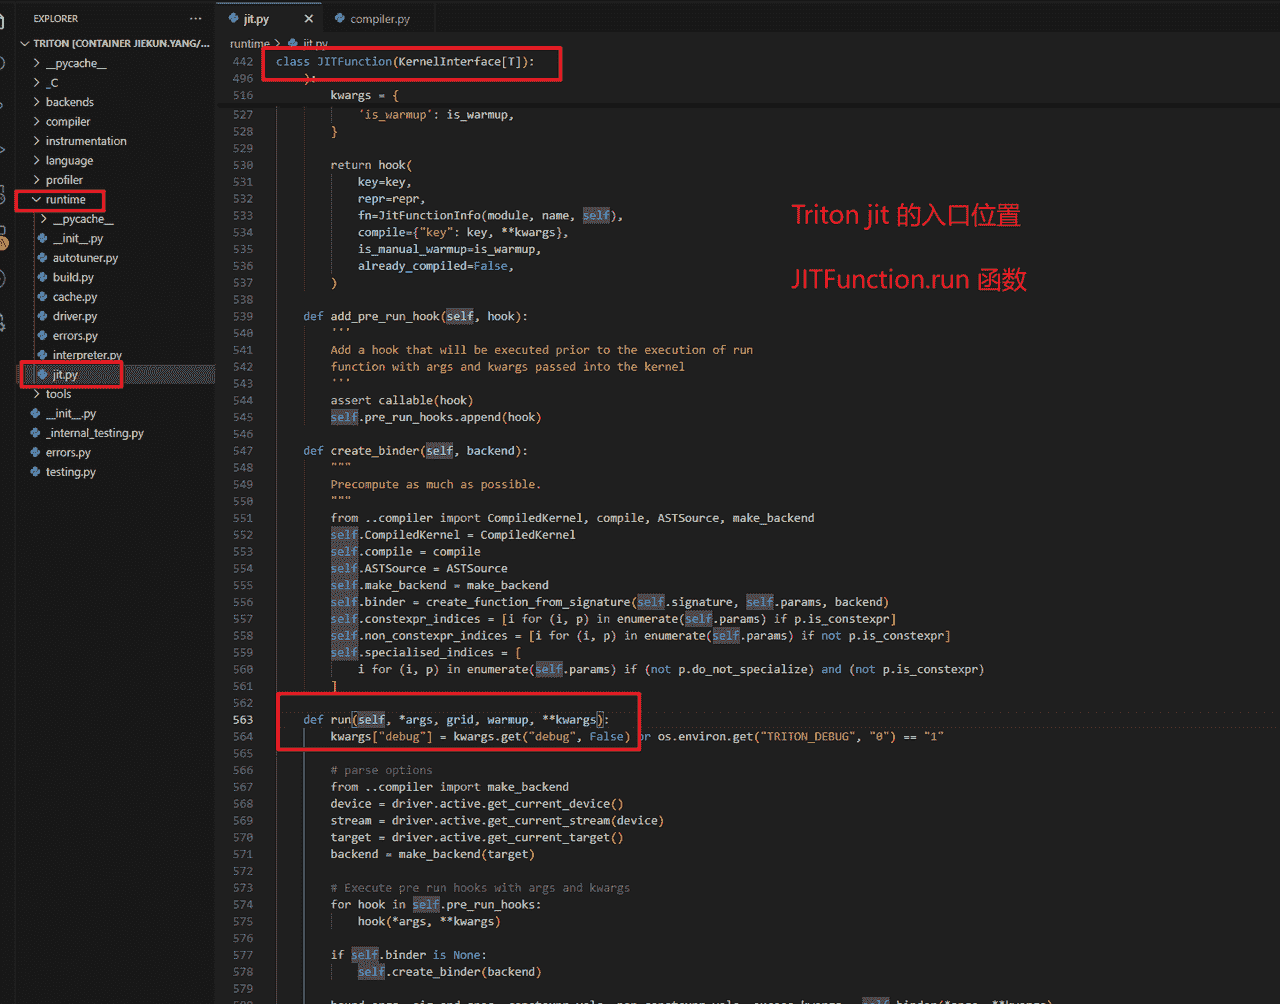 EXPLORER
···
TRITON [CONTAINER JIEKUN.YANG/...
__pycache__
_C
backends
compiler
instrumentation
language
profiler
runtime
__pycache__
__init__.py
autotuner.py
build.py
cache.py
driver.py
errors.py
interpreter.py
jit.py
tools
__init__.py
_internal_testing.py
errors.py
testing.py
jit.py
compiler.py
runtime > jit.py
442 class JITFunction(KernelInterface[T]):
496 ):
516 kwargs = {
527 'is_warmup': is_warmup,
528 }
529
530 return hook(
531 key=key,
532 repr=repr,
533 fn=JitFunctionInfo(module, name, self),
534 compile={"key": key, **kwargs},
535 is_manual_warmup=is_warmup,
536 already_compiled=False,
537 )
538
539 def add_pre_run_hook(self, hook):
540 '''
541 Add a hook that will be executed prior to the execution of run
542 function with args and kwargs passed into the kernel
543 '''
544 assert callable(hook)
545 self.pre_run_hooks.append(hook)
546
547 def create_binder(self, backend):
548 """
549 Precompute as much as possible.
550 """
551 from ..compiler import CompiledKernel, compile, ASTSource, make_backend
552 self.CompiledKernel = CompiledKernel
553 self.compile = compile
554 self.ASTSource = ASTSource
555 self.make_backend = make_backend
556 self.binder = create_function_from_signature(self.signature, self.params, backend)
557 self.constexpr_indices = [i for (i, p) in enumerate(self.params) if p.is_constexpr]
558 self.non_constexpr_indices = [i for (i, p) in enumerate(self.params) if not p.is_constexpr]
559 self.specialised_indices = [
560 i for (i, p) in enumerate(self.params) if (not p.do_not_specialize) and (not p.is_constexpr)
561 ]
562
563 def run(self, *args, grid, warmup, **kwargs):
564 kwargs["debug"] = kwargs.get("debug", False) or os.environ.get("TRITON_DEBUG", "0") == "1"
565
566 # parse options
567 from ..compiler import make_backend
568 device = driver.active.get_current_device()
569 stream = driver.active.get_current_stream(device)
570 target = driver.active.get_current_target()
571 backend = make_backend(target)
572
573 # Execute pre run hooks with args and kwargs
574 for hook in self.pre_run_hooks:
575 hook(*args, **kwargs)
576
577 if self.binder is None:
578 self.create_binder(backend)
579
Triton jit 的入口位置
JITFunction.run 函数